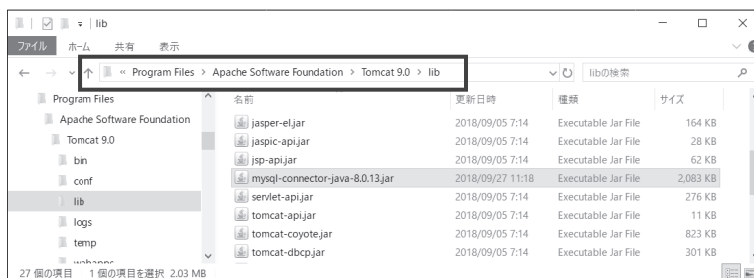 lib
ファイル ホーム 共有 表示
« Program Files > Apache Software Foundation > Tomcat 9.0 > lib
libの検索
Program Files
Apache Software Foundation
Tomcat 9.0
bin
conf
lib
logs
temp
webapps
名前 更新日時 種類 サイズ
jasper-el.jar 2018/09/05 7:14 Executable Jar File 164 KB
jaspic-api.jar 2018/09/05 7:14 Executable Jar File 28 KB
jsp-api.jar 2018/09/05 7:14 Executable Jar File 62 KB
mysql-connector-java-8.0.13.jar 2018/09/27 11:18 Executable Jar File 2,083 KB
servlet-api.jar 2018/09/05 7:14 Executable Jar File 276 KB
tomcat-api.jar 2018/09/05 7:14 Executable Jar File 11 KB
tomcat-coyote.jar 2018/09/05 7:14 Executable Jar File 823 KB
tomcat-dbcp.jar 2018/09/05 7:14 Executable Jar File 301 KB
27 個の項目 1 個の項目を選択 2.03 MB